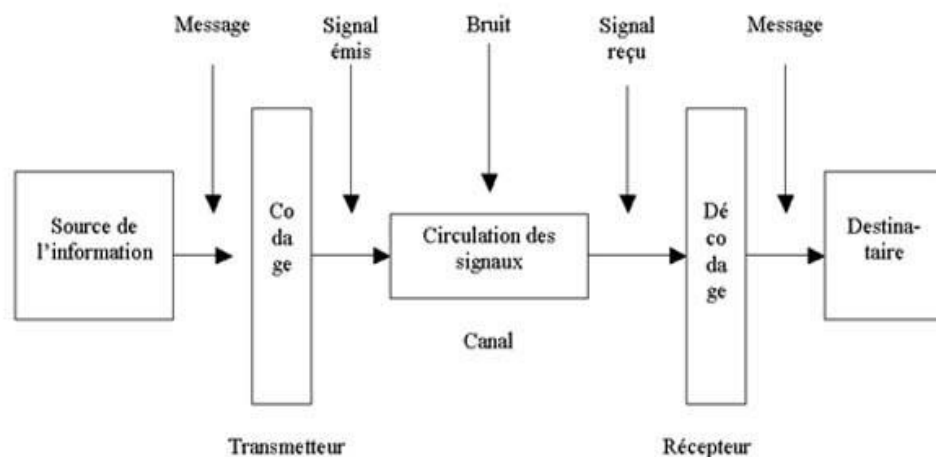 Message
Signal
émis
Bruit
Signal
reçu
Message
Source de
l'information
Co
da
ge
Circulation des
signaux
Dé
co
da
ge
Destina-
taire
Canal
Transmetteur
Récepteur